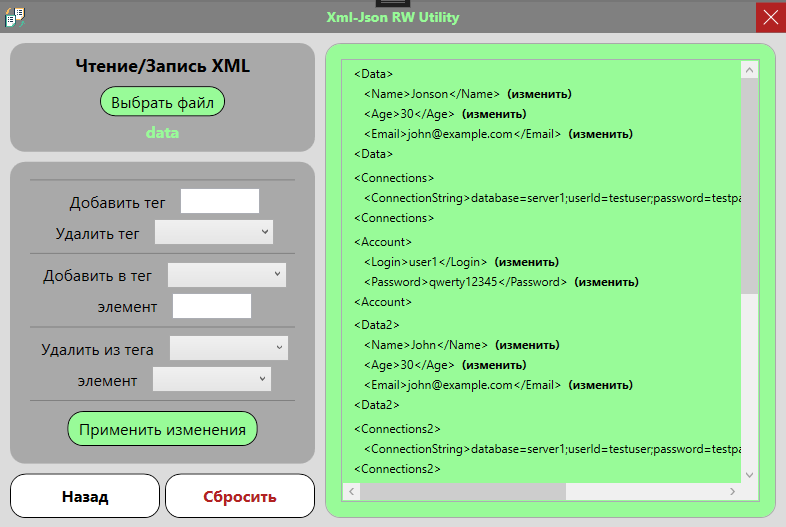 Xml-Json RW Utility
Чтение/Запись XML
Выбрать файл
data
Добавить тег
Удалить тег
Добавить в тег
элемент
Удалить из тега
элемент
Применить изменения
Назад
Сбросить
<Data>
<Name>Jonson</Name> (изменить)
<Age>30</Age> (изменить)
<Email>john@example.com</Email> (изменить)
<Data>
<Connections>
<ConnectionString>database=server1;userId=testuser;password=testpa
<Connections>
<Account>
<Login>user1</Login> (изменить)
<Password>qwerty12345</Password> (изменить)
<Account>
<Data2>
<Name>John</Name> (изменить)
<Age>30</Age> (изменить)
<Email>john@example.com</Email> (изменить)
<Data2>
<Connections2>
<ConnectionString>database=server1;userId=testuser;password=testpa
<Connections2>